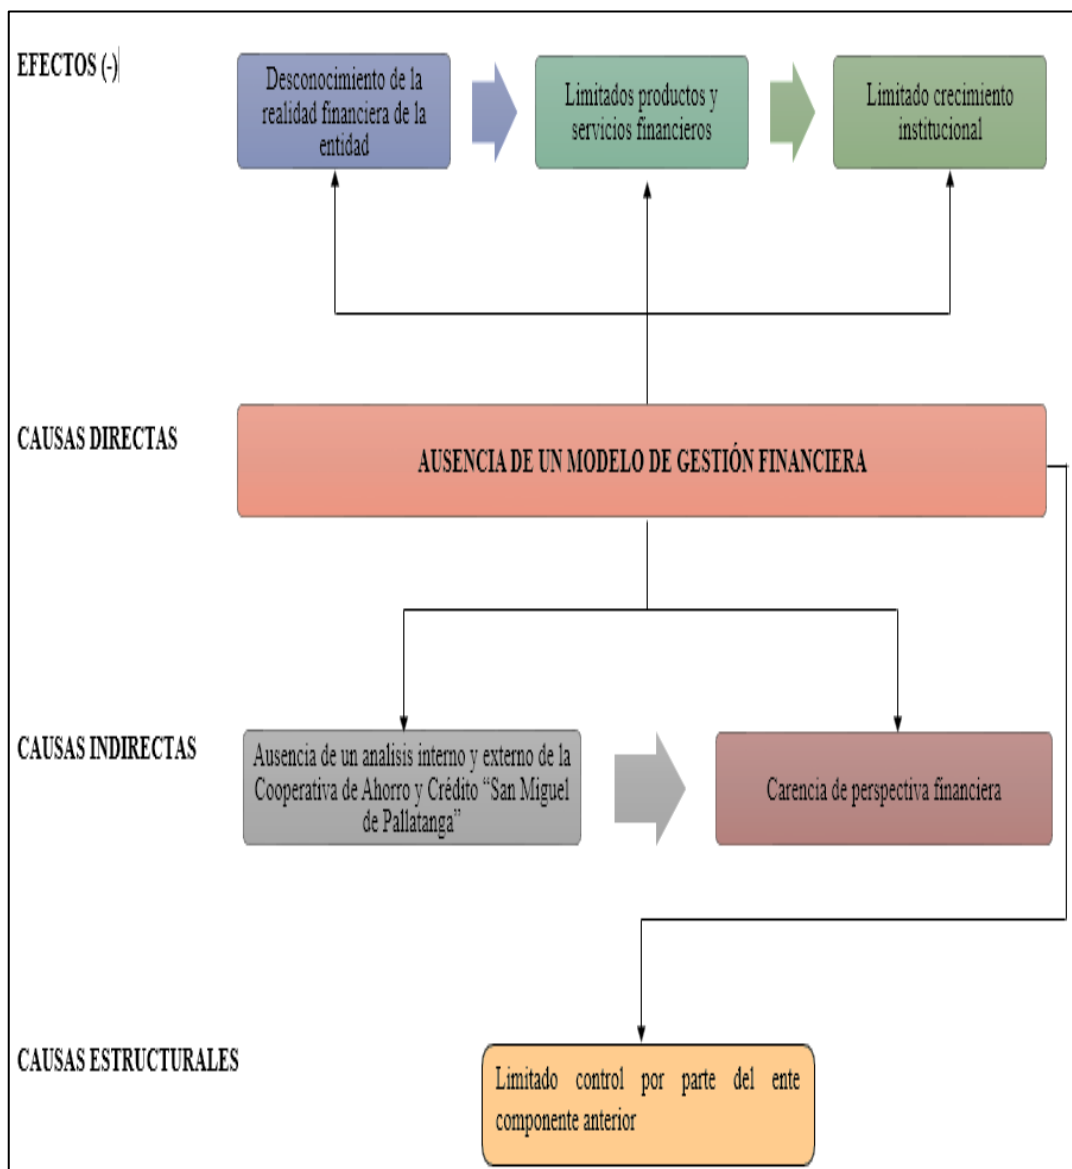 EFECTOS (-)
Desconocimiento de la
realidad financiera de la
entidad
Limitados productos y
servicios financieros
Limitado crecimiento
institucional
CAUSAS DIRECTAS
AUSENCIA DE UN MODELO DE GESTIÓN FINANCIERA
CAUSAS INDIRECTAS
Ausencia de un analisis interno y externo de la
Cooperativa de Ahorro y Crédito “San Miguel
de Pallatanga”
Carencia de perspectiva financiera
CAUSAS ESTRUCTURALES
Limitado control por parte del ente
componente anterior